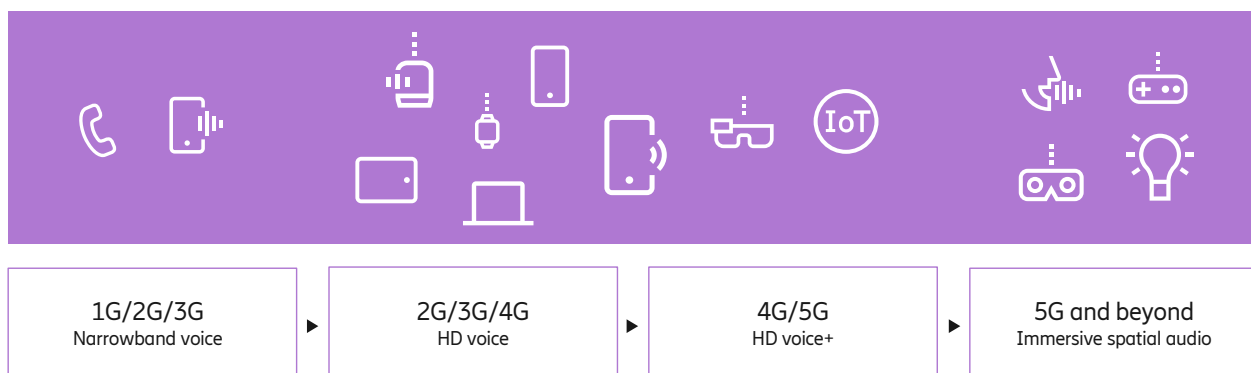 IoT
1G/2G/3G
Narrowband voice
2G/3G/4G
HD voice
4G/5G
HD voice+
5G and beyond
Immersive spatial audio